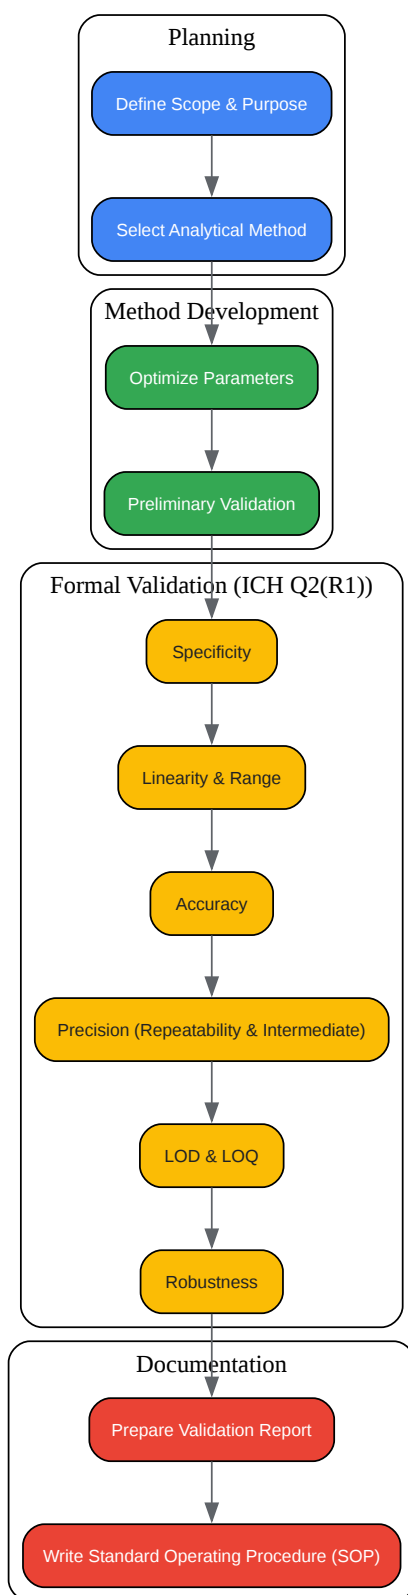 Planning
Define Scope & Purpose
Select Analytical Method
Method Development
Optimize Parameters
Preliminary Validation
Formal Validation (ICH Q2(R1))
Specificity
Linearity & Range
Accuracy
Precision (Repeatability & Intermediate)
LOD & LOQ
Robustness
Documentation
Prepare Validation Report
Write Standard Operating Procedure (SOP)